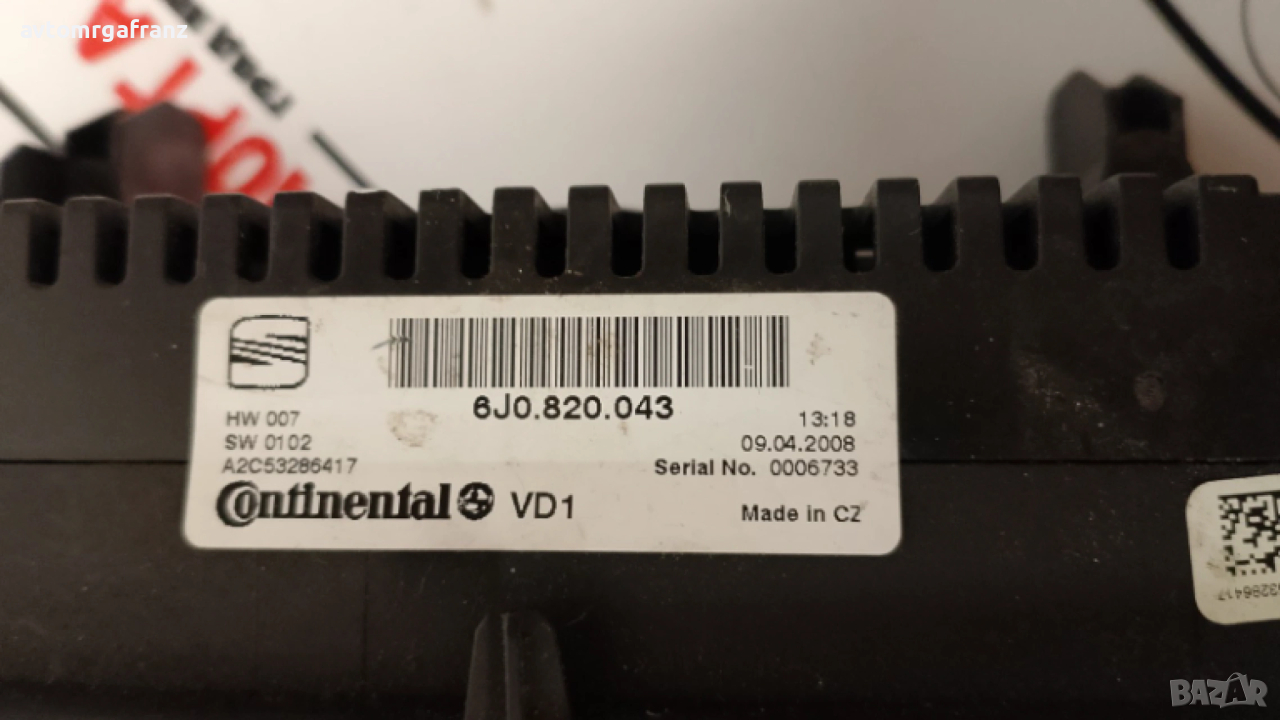 avtomrgafranz
6J0.820.043
HW 007
13:18
SW 0102
09.04.2008
A2C53286417
Serial No. 0006733
Continental VD1
Made in CZ
BAZAR